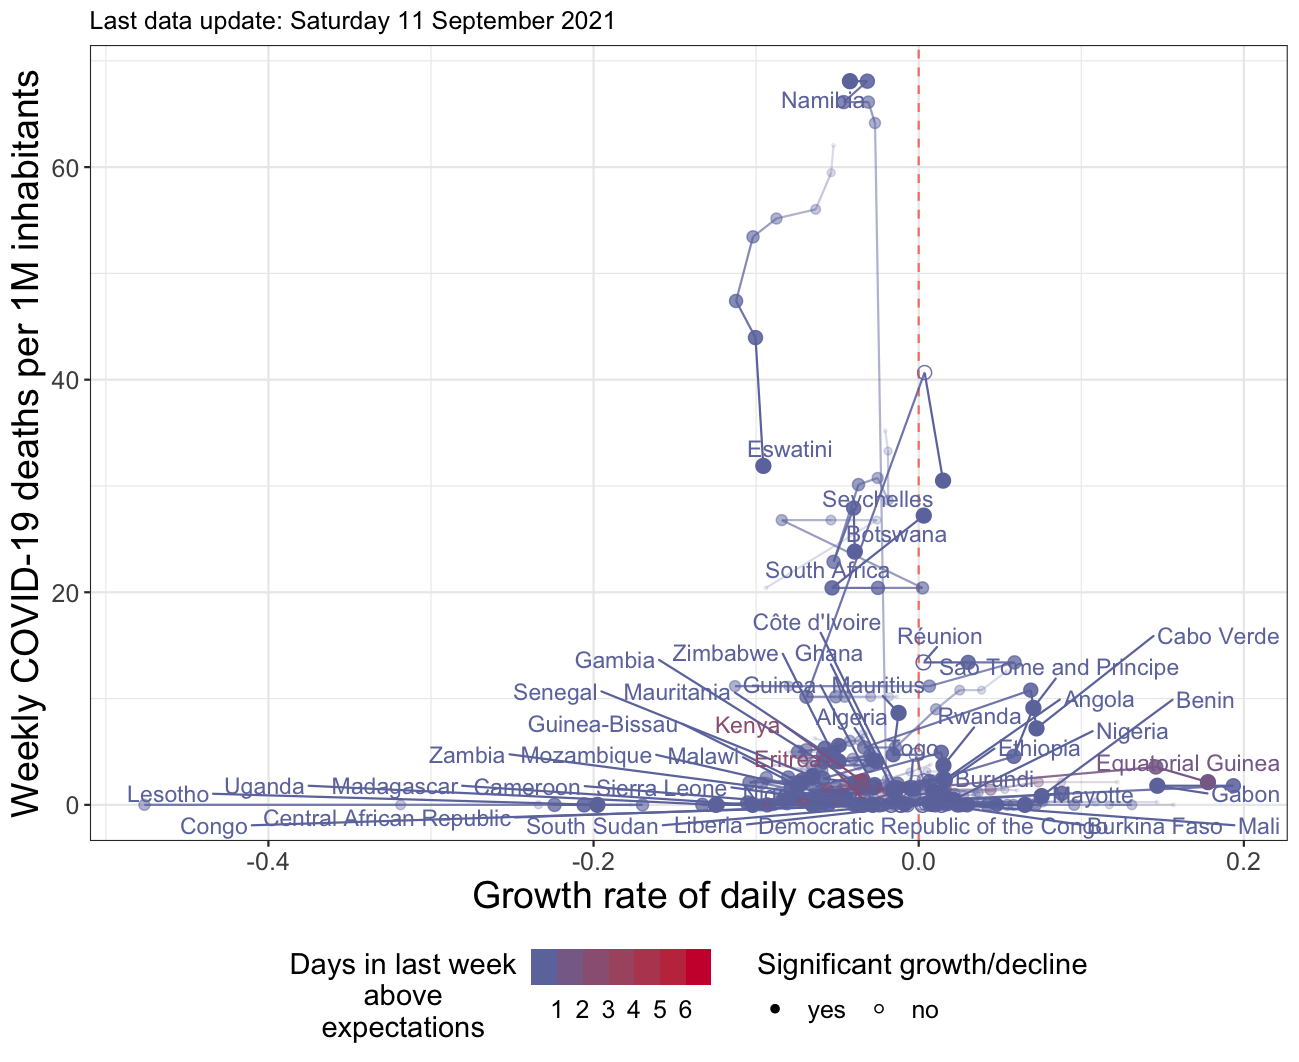 Last data update: Saturday 11 September 2021
Weekly COVID-19 deaths per 1M inhabitants
60
40
20
0
Namibia
Eswatini
Seychelles
Botswana
South Africa
Côte d'Ivoire
Réunion
Cabo Verde
Gambia
Zimbabwe
Ghana
Sao Tome and Principe
Senegal
Mauritania
Guinea
Mauritius
Angola
Benin
Guinea-Bissau
Kenya
Algeria
Rwanda
Nigeria
Zambia
Mozambique
Malawi
Eritrea
Togo
Ethiopia
Equatorial Guinea
Lesotho
Uganda
Madagascar
Cameroon
Sierra Leone
Burundi
Mayotte
Gabon
Congo
Central African Republic
South Sudan
Liberia
Democratic Republic of the Congo
Burkina Faso
Mali
-0.4
-0.2
0.0
0.2
Growth rate of daily cases
Days in last week
above
expectations
1 2 3 4 5 6
Significant growth/decline
yes
no